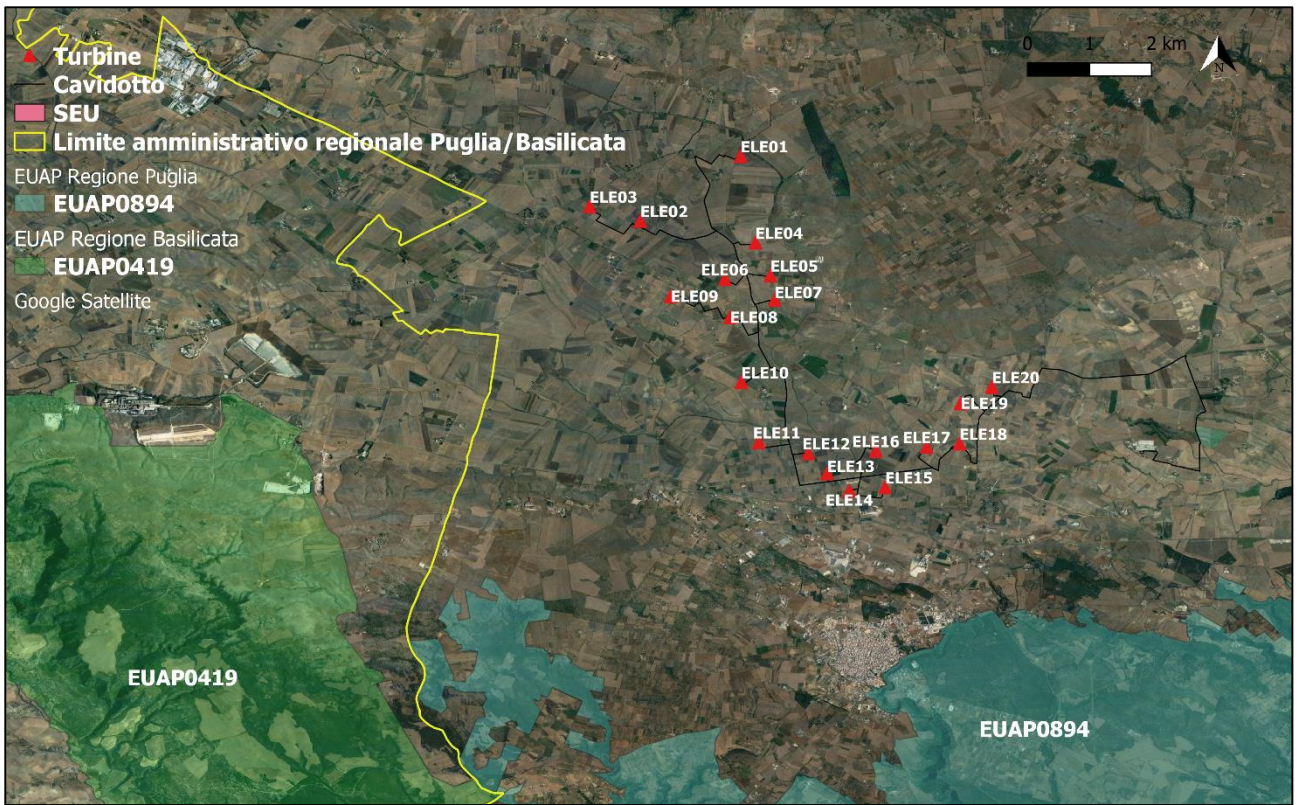 Turbine
Cavidotto
SEU
Limite amministrativo regionale Puglia/Basilicata
EUAP Regione Puglia
EUAP0894
EUAP Regione Basilicata
EUAP0419
Google Satellite
0 1 2 km
N
ELE01
ELE03
ELE02
ELE04
ELE05
ELE06
ELE09
ELE07
ELE08
ELE10
ELE20
ELE19
ELE11
ELE12
ELE16
ELE17
ELE18
ELE13
ELE15
ELE14
EUAP0419
EUAP0894